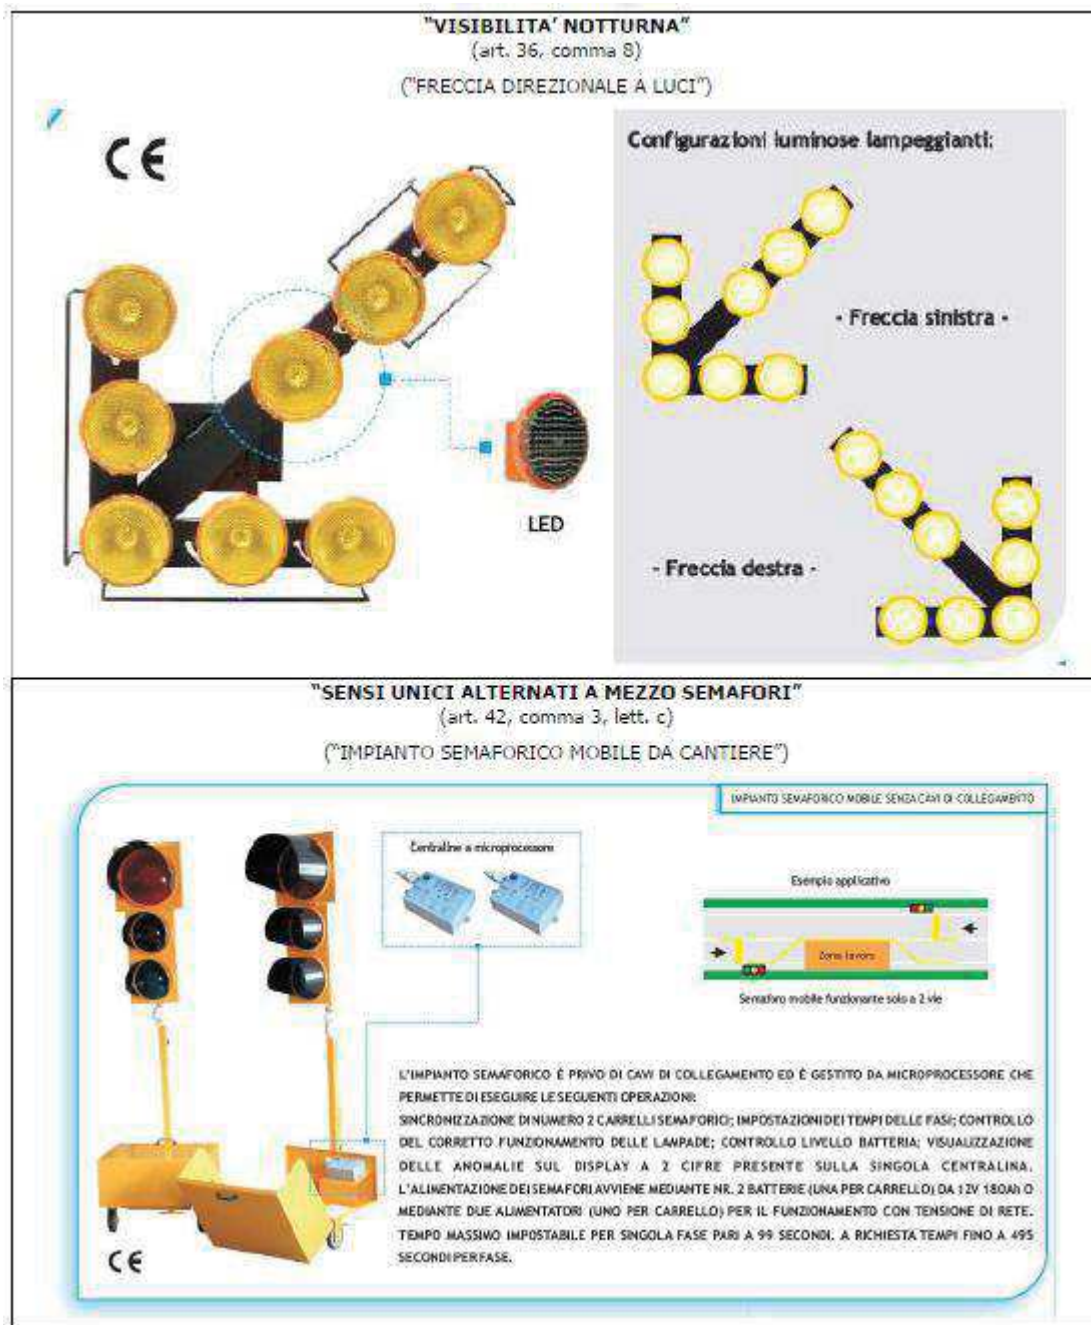 "VISIBILITA' NOTTURNA"
(art. 36, comma 8)
("FRECCIA DIREZIONALE A LUCI")
CE
Configurazioni luminose lampeggianti:
- Freccia sinistra -
LED
- Freccia destra -
"SENSI UNICI ALTERNATI A MEZZO SEMAFORI"
(art. 42, comma 3, lett. c)
("IMPIANTO SEMAFORICO MOBILE DA CANTIERE")
IMPIANTO SEMAFORICO MOBILE SENZA CAVI DI COLLEGAMENTO
Centraline a microprocessore
Esempio applicativo
Zona lavoro
Semaforo mobile funzionante solo a 2 vie
L'IMPIANTO SEMAFORICO È PRIVO DI CAVI DI COLLEGAMENTO ED È GESTITO DA MICROPROCESSORE CHE
PERMETTE DI ESEGUIRE LE SEGUENTI OPERAZIONI:
SINCRONIZZAZIONE DI NUMERO 2 CARRELLI SEMAFORICI; IMPOSTAZIONI DEI TEMPI DELLE FASI; CONTROLLO
DEL CORRETTO FUNZIONAMENTO DELLE LAMPADE; CONTROLLO LIVELLO BATTERIA; VISUALIZZAZIONE
DELLE ANOMALIE SUL DISPLAY A 2 CIFRE PRESENTE SULLA SINGOLA CENTRALINA.
L'ALIMENTAZIONE DEI SEMAFORI AVVIENE MEDIANTE NR. 2 BATTERIE (UNA PER CARRELLO) DA 12V 180Ah O
MEDIANTE DUE ALIMENTATORI (UNO PER CARRELLO) PER IL FUNZIONAMENTO CON TENSIONE DI RETE.
TEMPO MASSIMO IMPOSTABILE PER SINGOLA FASE PARI A 99 SECONDI. A RICHIESTA TEMPI FINO A 495
SECONDI PER FASE.
CE